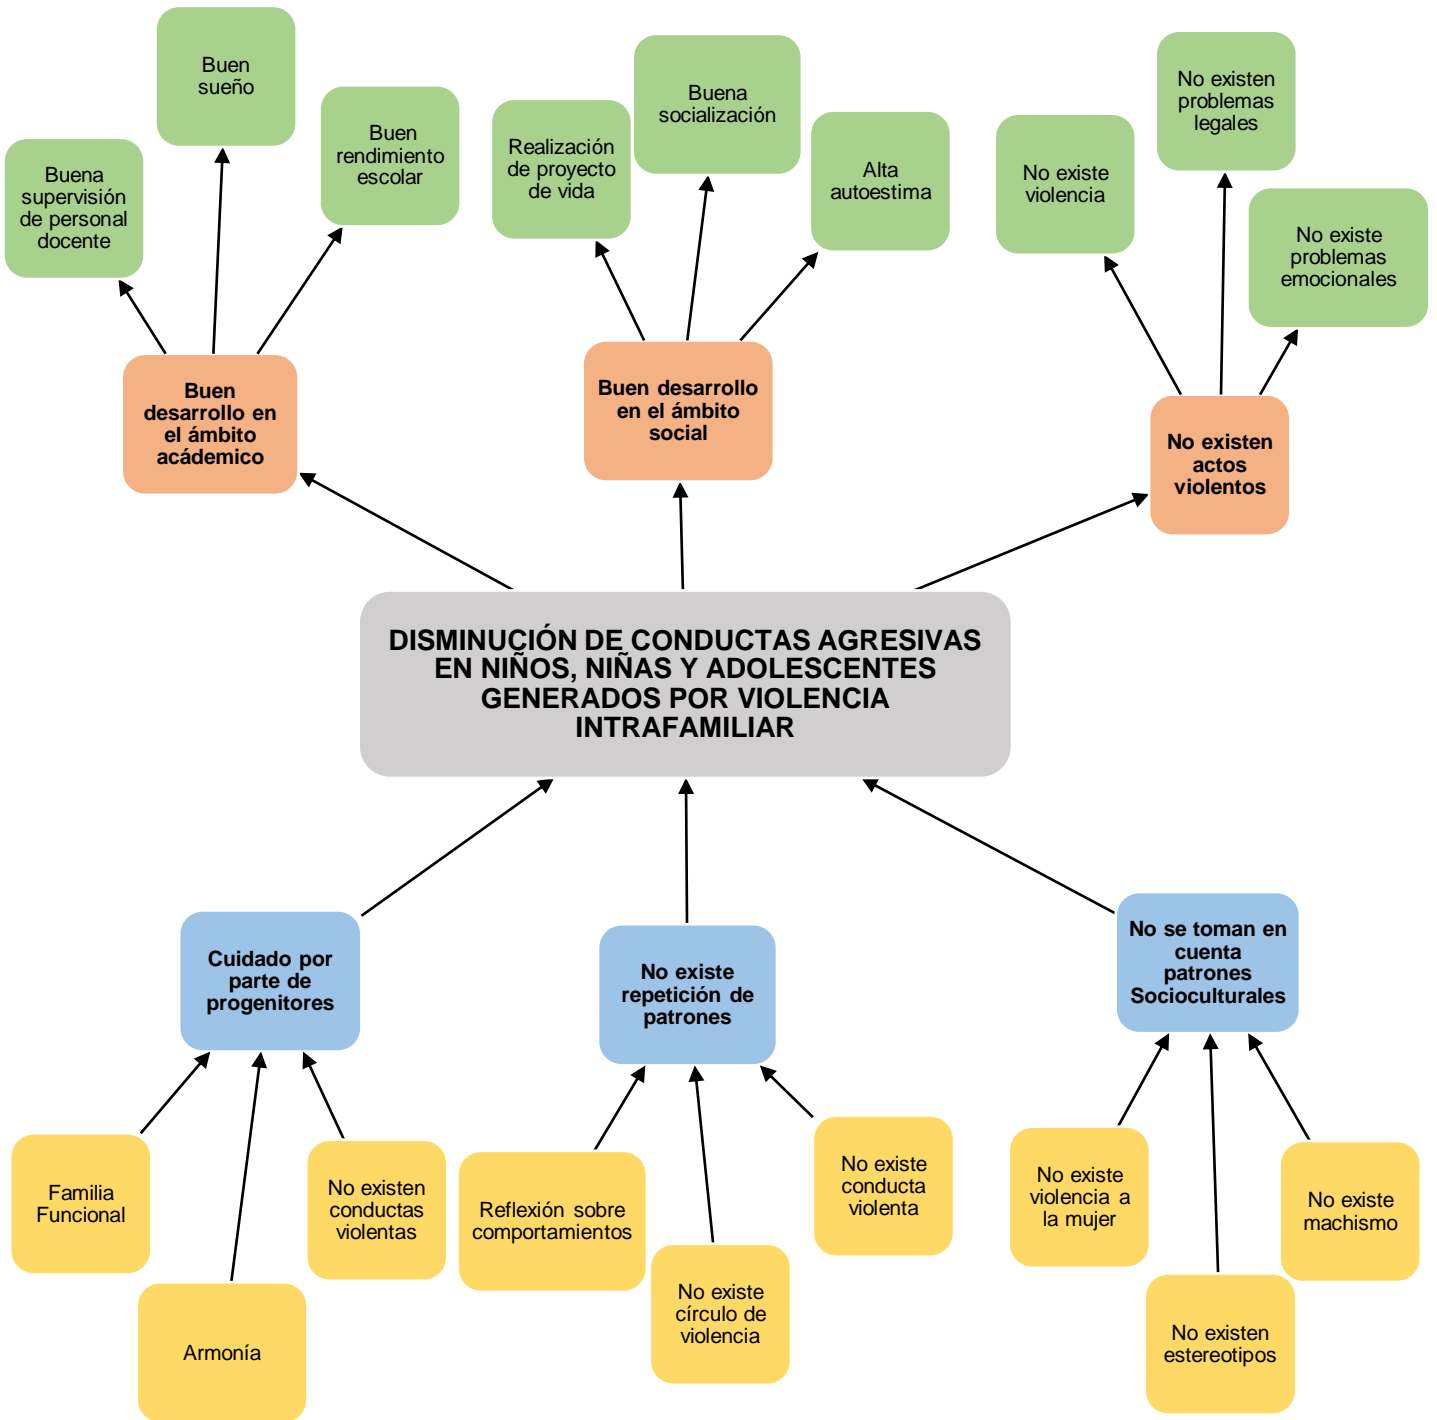 Buen
sueño
Buena
supervisión
de personal
docente
Buen
rendimiento
escolar
Realización
de proyecto
de vida
Buena
socialización
Alta
autoestima
No existe
violencia
No existen
problemas
legales
No existe
problemas
emocionales
Buen
desarrollo en
el ámbito
acádemico
Buen desarrollo
en el ámbito
social
No existen
actos
violentos
DISMINUCIÓN DE CONDUCTAS AGRESIVAS
EN NIÑOS, NIÑAS Y ADOLESCENTES
GENERADOS POR VIOLENCIA
INTRAFAMILIAR
Cuidado por
parte de
progenitores
No existe
repetición de
patrones
No se toman en
cuenta
patrones
Socioculturales
Familia
Funcional
Armonía
No existen
conductas
violentas
Reflexión sobre
comportamientos
No existe
círculo de
violencia
No existe
conducta
violenta
No existe
violencia a
la mujer
No existen
estereotipos
No existe
machismo